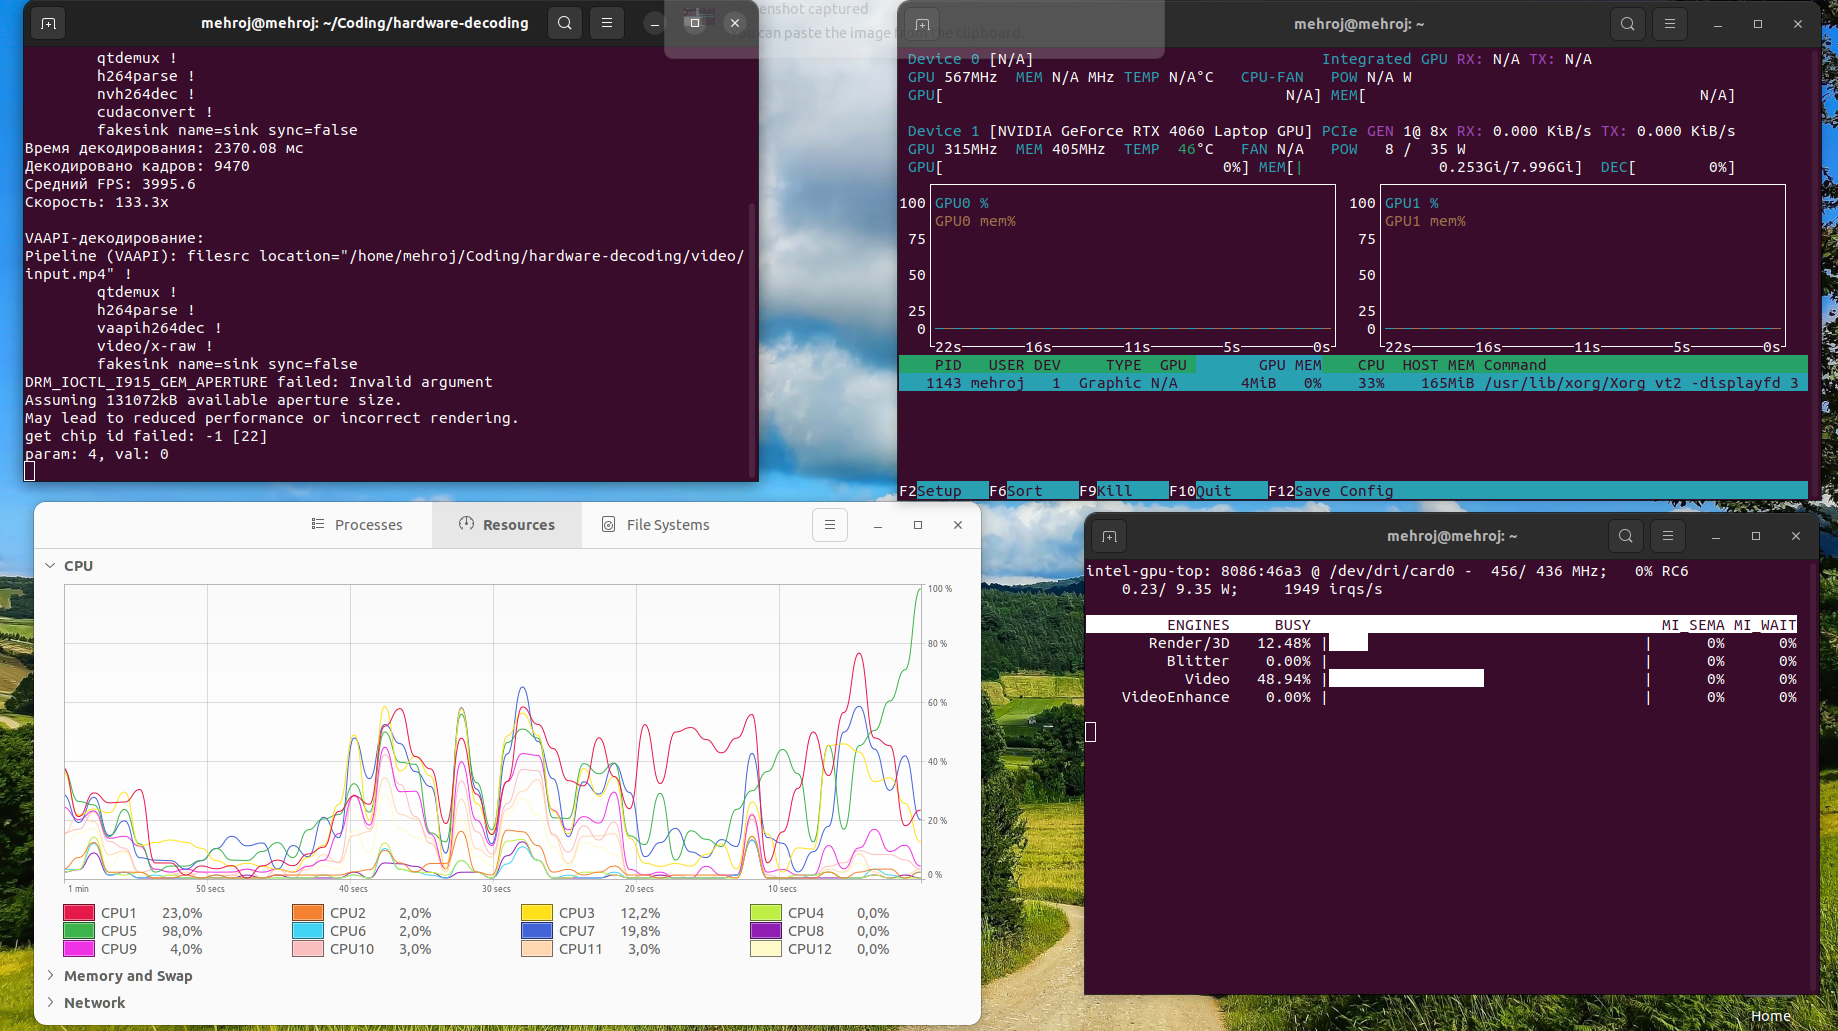 mehroj@mehroj: ~/Coding/hardware-decoding
qtdemux !
h264parse !
nvh264dec !
cudaconvert !
fakesink name=sink sync=false
Время декодирования: 2370.08 мс
Декодировано кадров: 9470
Средний FPS: 3995.6
Скорость: 133.3x
VAAPI-декодирование:
Pipeline (VAAPI): filesrc location="/home/mehroj/Coding/hardware-decoding/video/
input.mp4" !
qtdemux !
h264parse !
vaapih264dec !
video/x-raw !
fakesink name=sink sync=false
DRM_IOCTL_I915_GEM_APERTURE failed: Invalid argument
Assuming 131072kB available aperture size.
May lead to reduced performance or incorrect rendering.
get chip id failed: -1 [22]
param: 4, val: 0
captured
can paste the image from the clipboard.
mehroj@mehroj: ~
Device 0 [N/A] Integrated GPU RX: N/A TX: N/A
GPU 567MHz MEM N/A MHz TEMP N/A°C CPU-FAN POW N/A W
GPU[ N/A] MEM[ N/A]
Device 1 [NVIDIA GeForce RTX 4060 Laptop GPU] PCIe GEN 1@ 8x RX: 0.000 KiB/s TX: 0.000 KiB/s
GPU 315MHz MEM 405MHz TEMP 46°C FAN N/A POW 8 / 35 W
GPU[ 0%] MEM[| 0.253Gi/7.996Gi] DEC[ 0%]
100 GPU0 % 100 GPU1 %
GPU0 mem% GPU1 mem%
75 75
50 50
25 25
0 0
22s 16s 11s 5s 0s 22s 16s 11s 5s 0s
PID USER DEV TYPE GPU GPU MEM CPU HOST MEM Command
1143 mehroj 1 Graphic N/A 4MiB 0% 33% 165MiB /usr/lib/xorg/Xorg vt2 -displayfd 3
F2Setup F6Sort F9Kill F10Quit F12Save Config
Processes Resources File Systems
CPU
100 %
80 %
60 %
40 %
20 %
0 %
1 min 50 secs 40 secs 30 secs 20 secs 10 secs
CPU1 23,0% CPU2 2,0% CPU3 12,2% CPU4 0,0%
CPU5 98,0% CPU6 2,0% CPU7 19,8% CPU8 0,0%
CPU9 4,0% CPU10 3,0% CPU11 3,0% CPU12 0,0%
Memory and Swap
Network
mehroj@mehroj: ~
intel-gpu-top: 8086:46a3 @ /dev/dri/card0 - 456/ 436 MHz; 0% RC6
0.23/ 9.35 W; 1949 irqs/s
ENGINES BUSY MI_SEMA MI_WAIT
Render/3D 12.48% | | 0% 0%
Blitter 0.00% | | 0% 0%
Video 48.94% | | 0% 0%
VideoEnhance 0.00% | | 0% 0%
Home